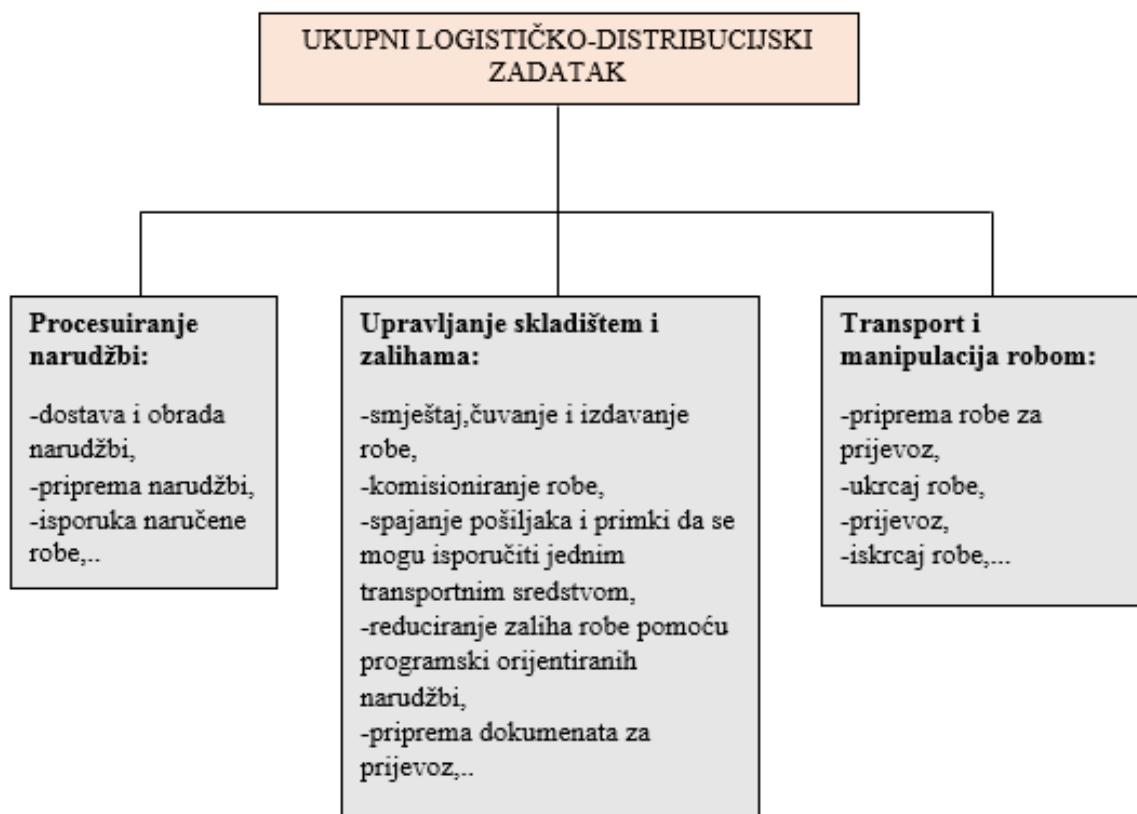 UKUPNI LOGISTIČKO-DISTRIBUCIJSKI
ZADATAK
Procesuiranje
narudžbi:
-dostava i obrada
narudžbi,
-priprema narudžbi,
-isporuka naručene
robe,..
Upravljanje skladištem i
zalihama:
-smještaj,čuvanje i izdavanje
robe,
-komisioniranje robe,
-spajanje pošiljaka i primki da se
mogu isporučiti jednim
transportnim sredstvom,
-reduciranje zaliha robe pomoću
programski orijentiranih
narudžbi,
-priprema dokumenata za
prijevoz,..
Transport i
manipulacija robom:
-priprema robe za
prijevoz,
-ukrcaj robe,
-prijevoz,
-iskrcaj robe,...